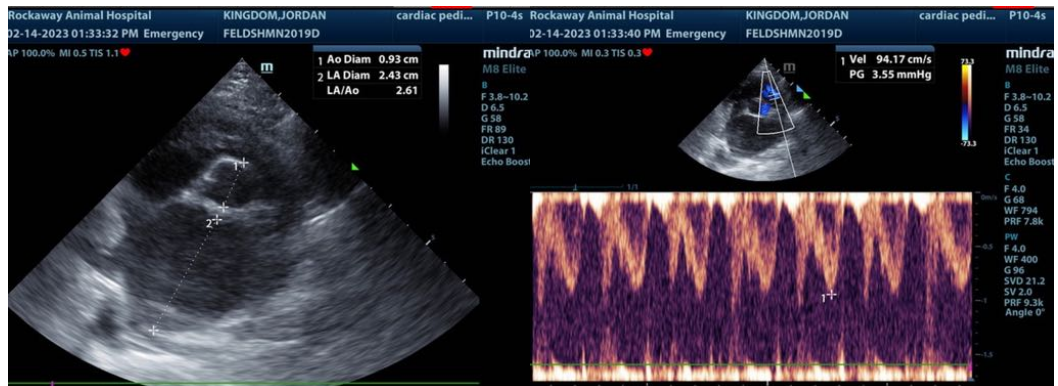 Rockaway Animal Hospital KINGDOM,JORDAN cardiac pedi... P10-4s
02-14-2023 01:33:32 PM Emergency FELDSHMN2019D
AP 100.0% MI 0.5 TIS 1.1
1 Ao Diam 0.93 cm
2 LA Diam 2.43 cm
LA/Ao 2.61
m
mindra
M8 Elite
B
F 3.8~10.2
D 6.5
G 58
FR 89
DR 130
iClear 1
Echo Boost
1
2
5
Rockaway Animal Hospital KINGDOM,JORDAN cardiac pedi... P10-4s
02-14-2023 01:33:40 PM Emergency FELDSHMN2019D
AP 100.0% MI 0.3 TIS 0.3
1 Vel 94.17 cm/s
PG 3.55 mmHg
m
73.3
-73.3
mindra
M8 Elite
B
F 3.8~10.2
D 6.5
G 58
FR 34
DR 130
iClear 1
Echo Boost
C
F 4.0
G 68
WF 794
PRF 7.8k
PW
F 4.0
WF 400
G 96
SVD 21.2
SV 2.0
PRF 9.3k
Angle 0°
1/1
0m/s
-0.5
-1
-1.5
1